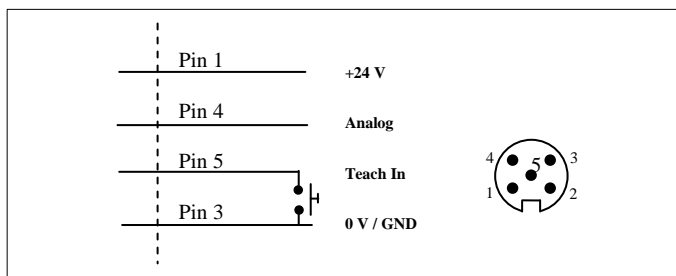 Pin 1
+24 V
Pin 4
Analog
Pin 5
Teach In
Pin 3
0 V / GND
4 5 3
1 2